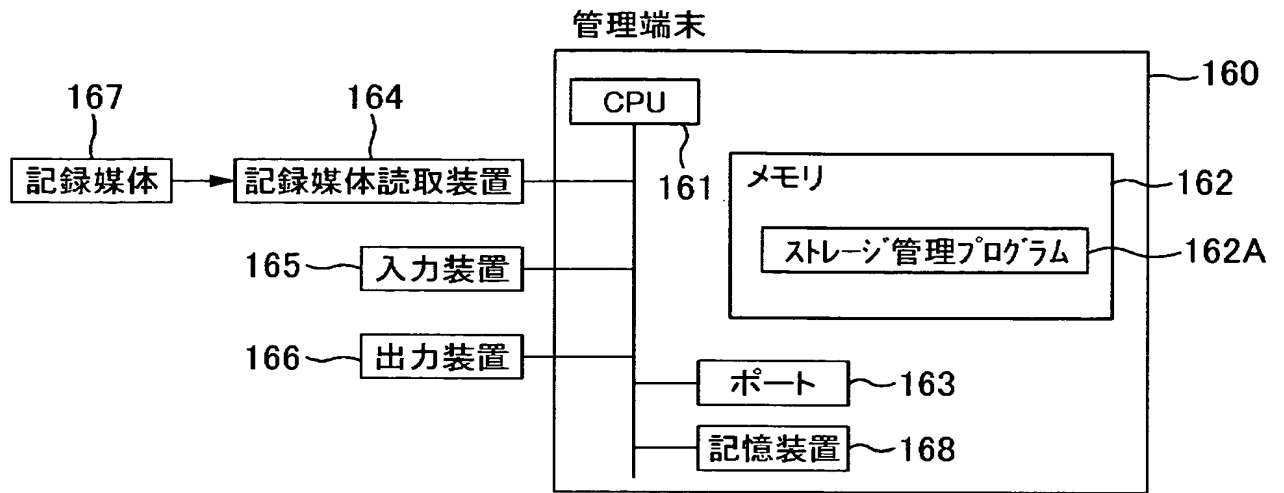 管理端末
160
167
164
CPU
記録媒体
記録媒体読取装置
161
メモリ
162
ストレージ管理プログラム
162A
165
入力装置
166
出力装置
ポート
163
記憶装置
168